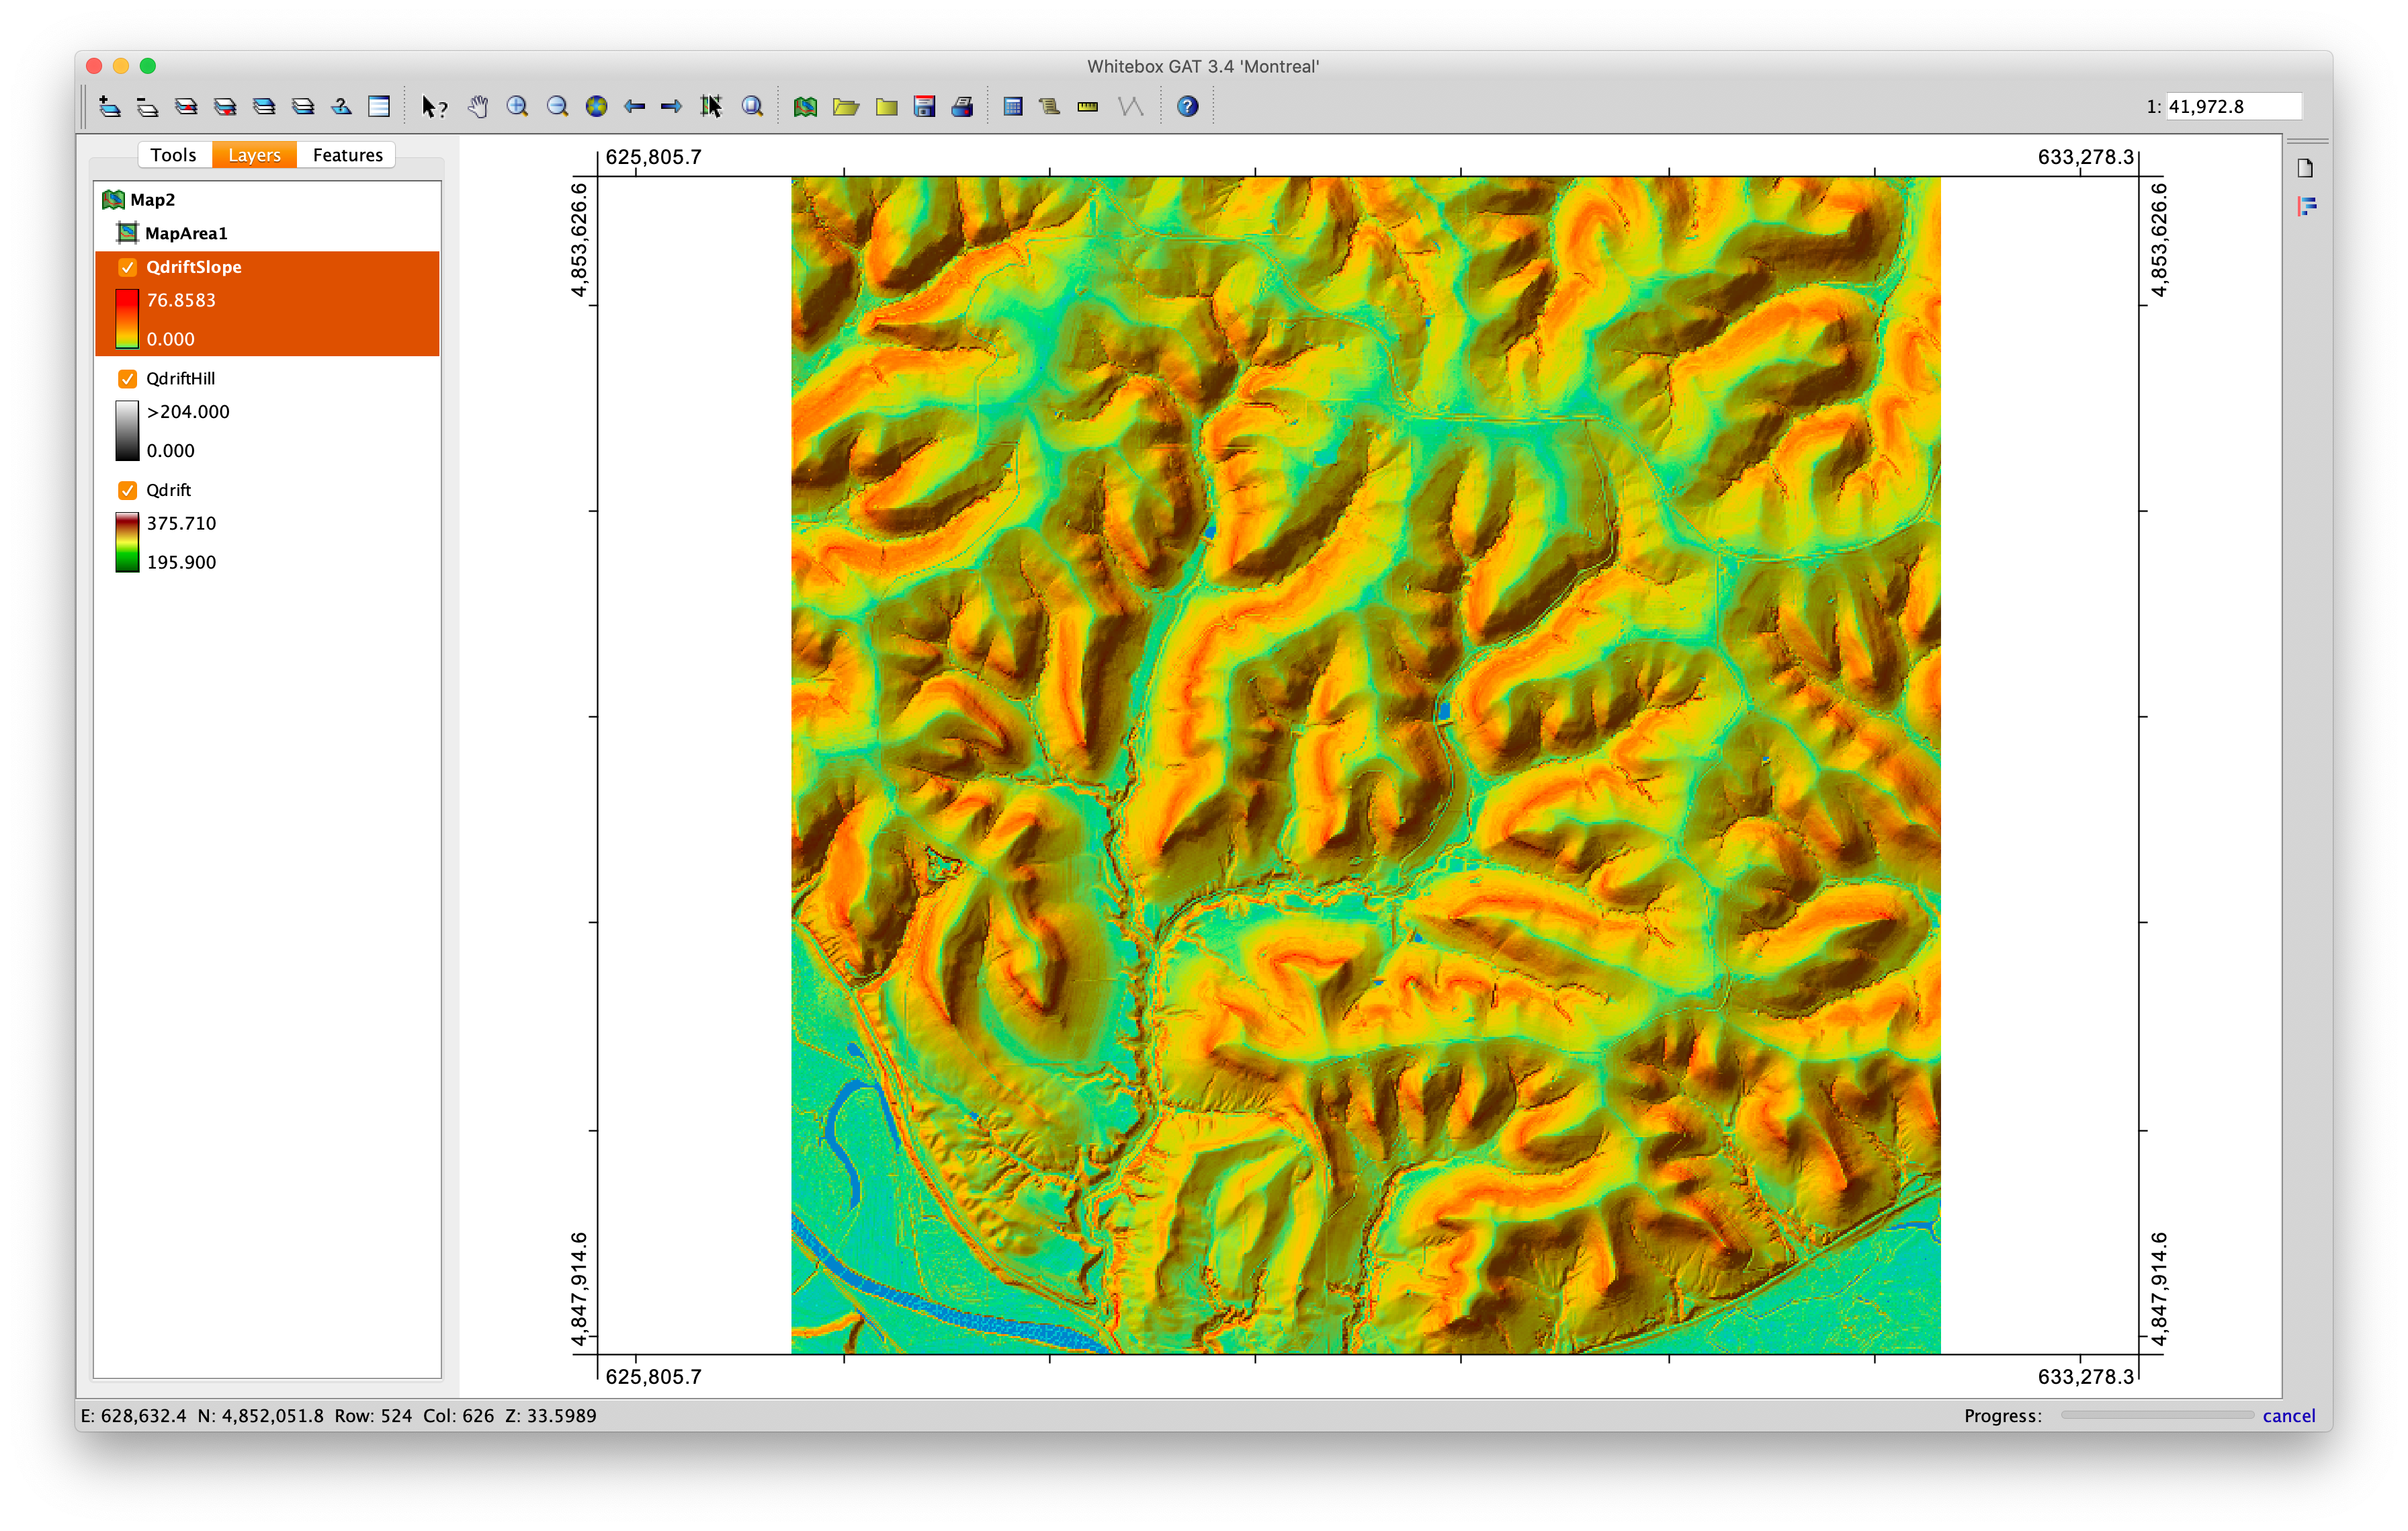 Whitebox GAT 3.4 'Montreal'
1: 41,972.8
Tools Layers Features
Map2
MapArea1
QdriftSlope
76.8583
0.000
QdriftHill
>204.000
0.000
Qdrift
375.710
195.900
625,805.7 633,278.3
4,853,626.6 4,853,626.6
4,847,914.6 4,847,914.6
625,805.7 633,278.3
E: 628,632.4 N: 4,852,051.8 Row: 524 Col: 626 Z: 33.5989 Progress: cancel